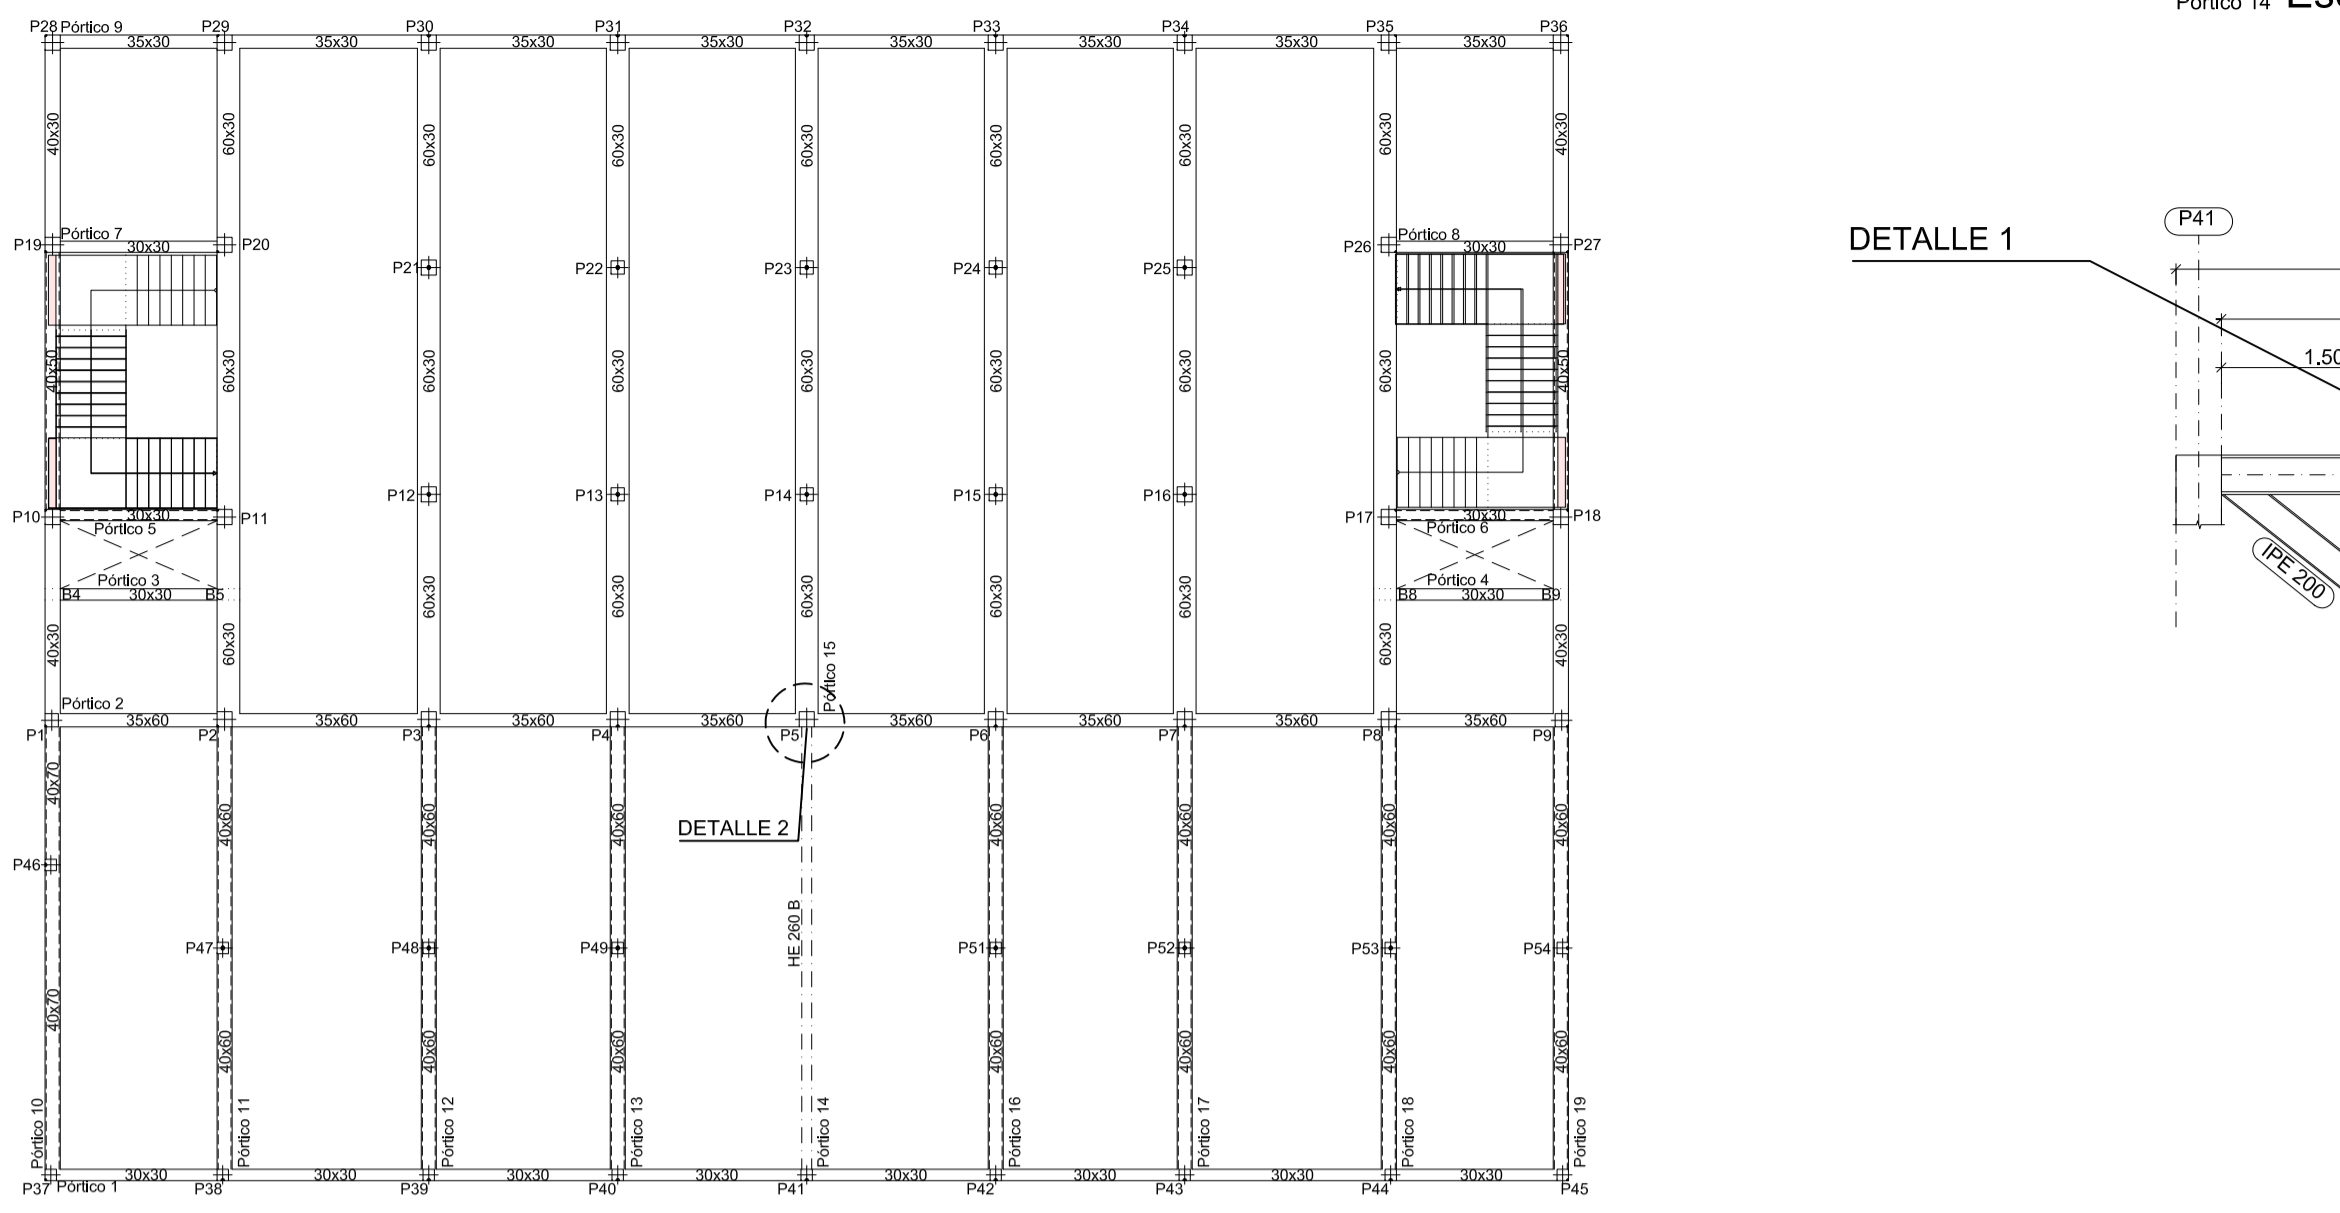 Pórtico 14
P28 Pórtico 9 P29 P30 P31 P32 P33 P34 P35 P36
35x30 35x30 35x30 35x30 35x30 35x30 35x30 35x30
40x30 60x30 60x30 60x30 60x30 60x30 60x30 60x30 40x30
P19 Pórtico 7 P20 P26 Pórtico 8 P27
30x30 30x30
P21 P22 P23 P24 P25
DETALLE 1
P41
1.50
IPE 200
40x50 60x30 60x30 60x30 60x30 60x30 60x30 60x30 40x50
P12 P13 P14 P15 P16
P10 30x30 P11 P17 30x30 P18
Pórtico 5 Pórtico 6
Pórtico 3 Pórtico 4
B4 30x30 B5 B8 30x30 B9
60x30 60x30 60x30 60x30 60x30
40x30 60x30 60x30 40x30
Pórtico 15
Pórtico 2
35x60 35x60 35x60 35x60 35x60 35x60 35x60 35x60
P1 P2 P3 P4 P5 P6 P7 P8 P9
40x70 40x60 40x60 40x60 40x60 40x60 40x60 40x60
DETALLE 2
P46
HE 260 B
P47 P48 P49 P51 P52 P53 P54
40x70 40x60 40x60 40x60 40x60 40x60 40x60 40x60
Pórtico 10 Pórtico 11 Pórtico 12 Pórtico 13 Pórtico 14 Pórtico 16 Pórtico 17 Pórtico 18 Pórtico 19
30x30 30x30 30x30 30x30 30x30 30x30 30x30 30x30
P37 Pórtico 1 P38 P39 P40 P41 P42 P43 P44 P45